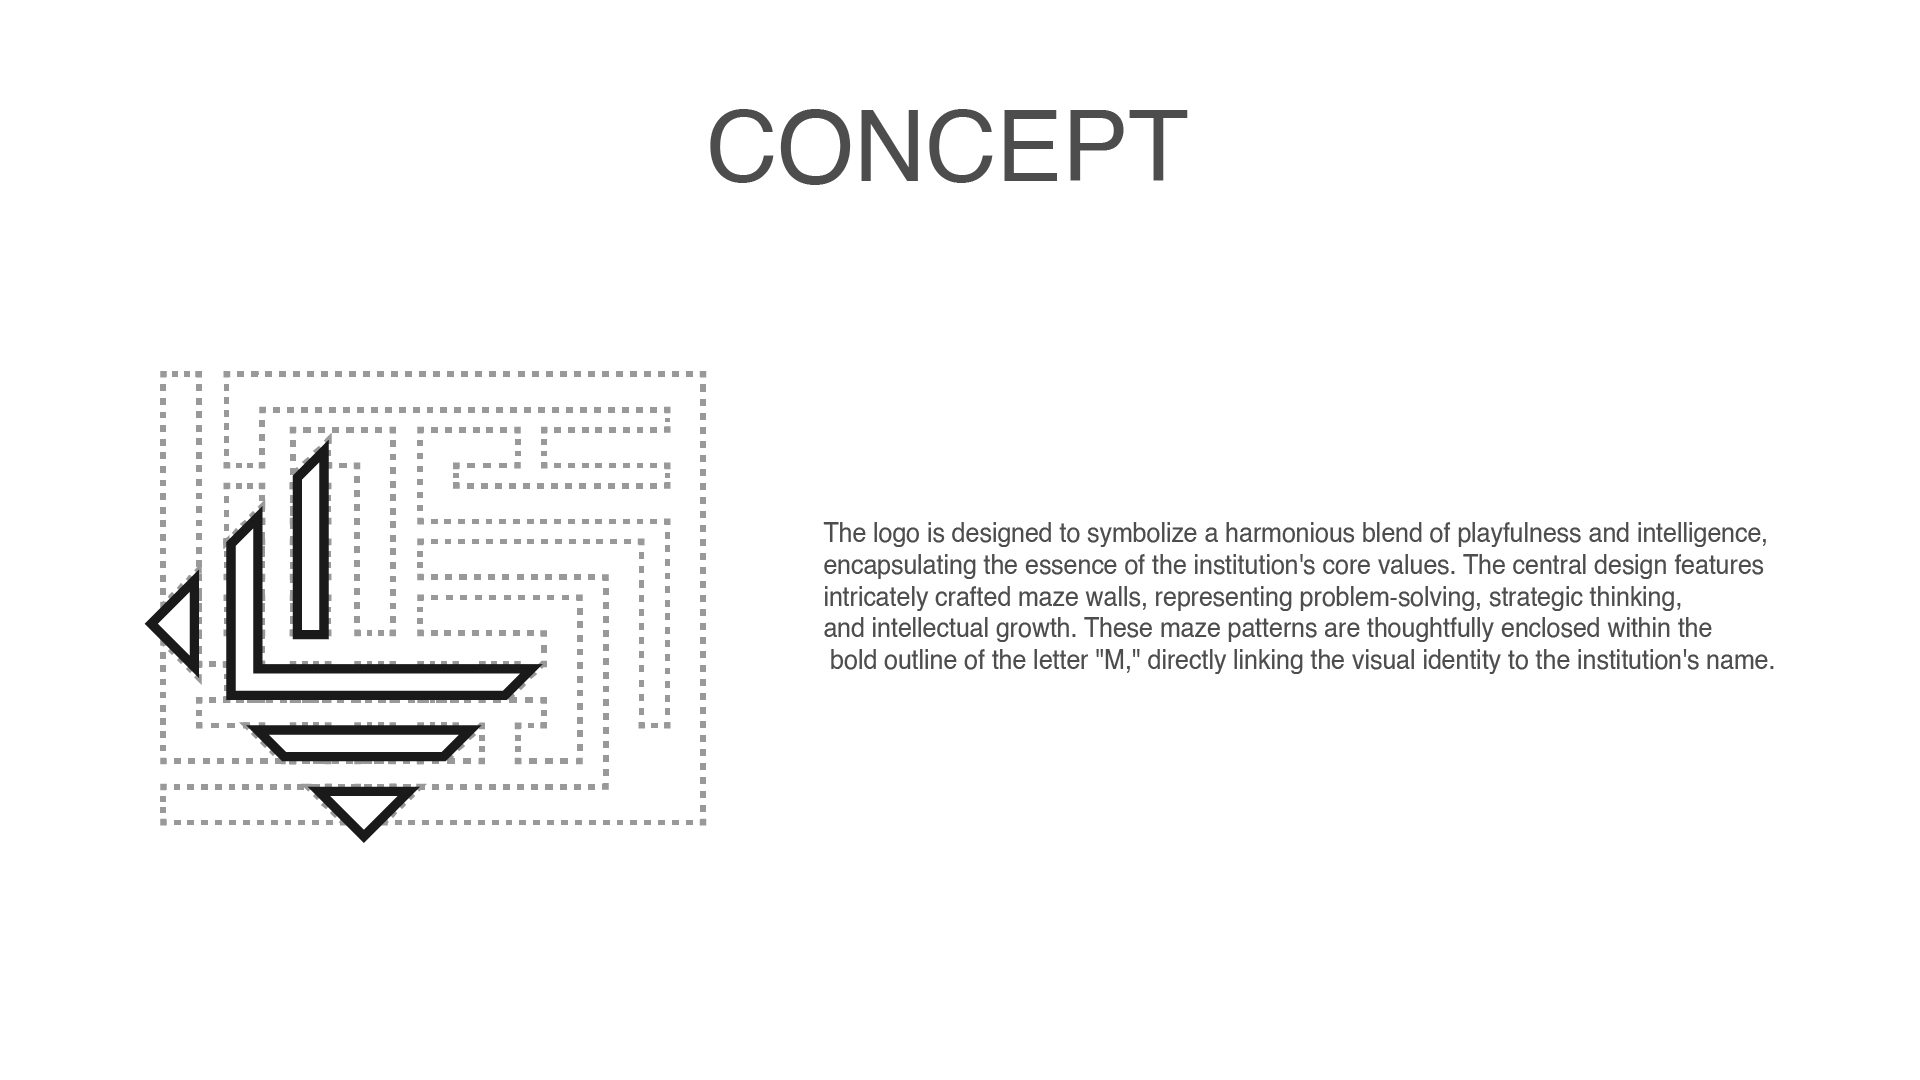 CONCEPT
The logo is designed to symbolize a harmonious blend of playfulness and intelligence,
encapsulating the essence of the institution's core values. The central design features
intricately crafted maze walls, representing problem-solving, strategic thinking,
and intellectual growth. These maze patterns are thoughtfully enclosed within the
bold outline of the letter "M," directly linking the visual identity to the institution's name.